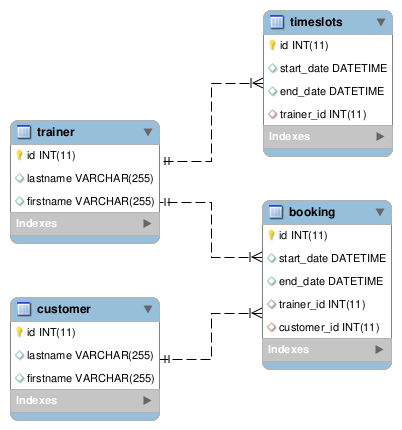 timeslots
id INT(11)
start_date DATETIME
end_date DATETIME
trainer_id INT(11)
Indexes
trainer
id INT(11)
lastname VARCHAR(255)
firstname VARCHAR(255)
Indexes
booking
id INT(11)
start_date DATETIME
end_date DATETIME
trainer_id INT(11)
customer_id INT(11)
Indexes
customer
id INT(11)
lastname VARCHAR(255)
firstname VARCHAR(255)
Indexes